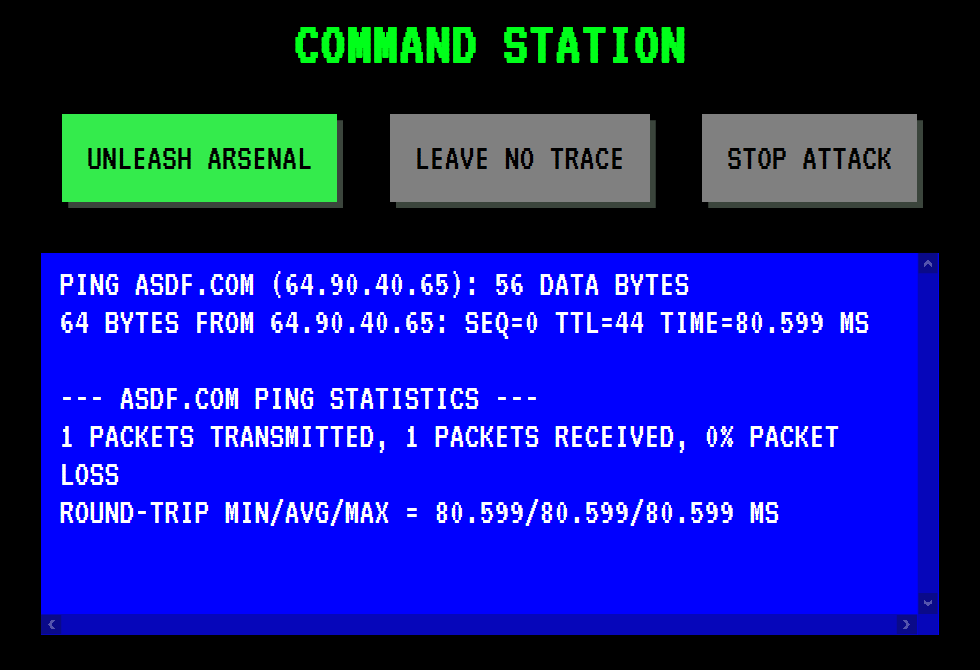 COMMAND STATION
UNLEASH ARSENAL
LEAVE NO TRACE
STOP ATTACK
PING ASDF.COM (64.90.40.65): 56 DATA BYTES
64 BYTES FROM 64.90.40.65: SEQ=0 TTL=44 TIME=80.599 MS
--- ASDF.COM PING STATISTICS ---
1 PACKETS TRANSMITTED, 1 PACKETS RECEIVED, 0% PACKET
LOSS
ROUND-TRIP MIN/AVG/MAX = 80.599/80.599/80.599 MS